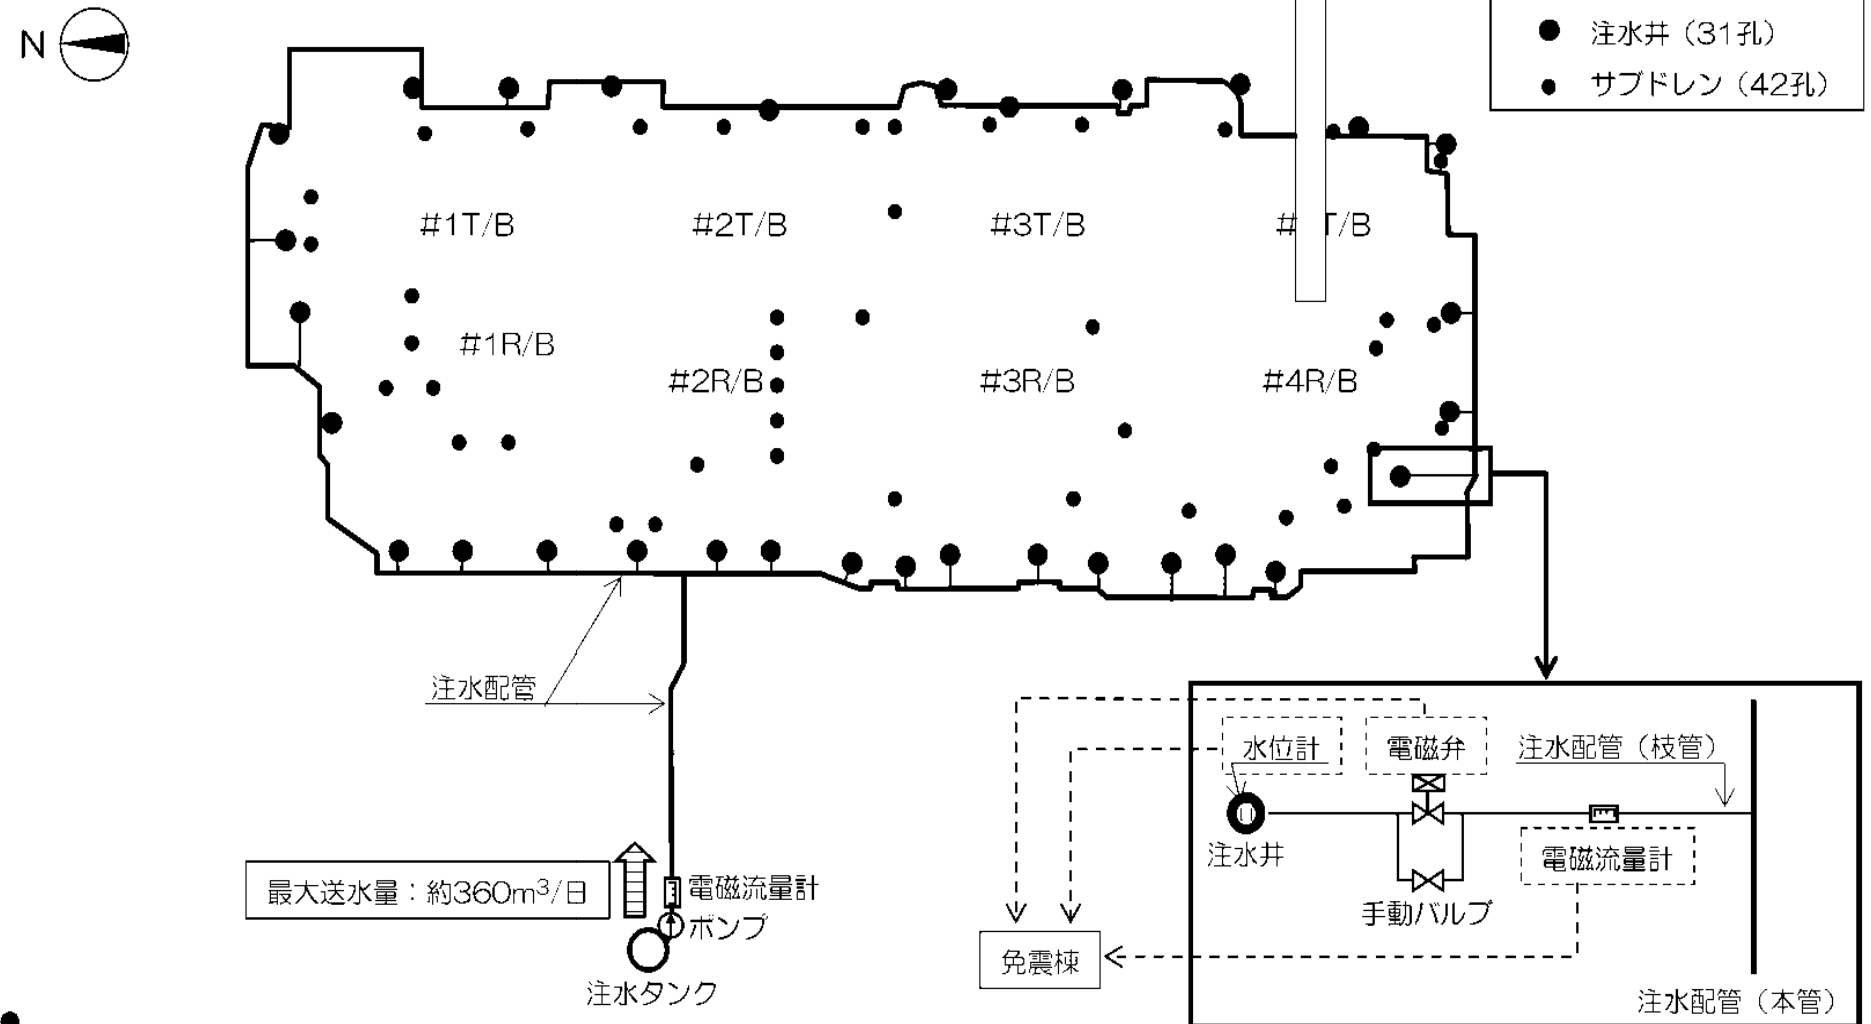 N
注水井（31孔）
サブドレン（42孔）
#1T/B
#2T/B
#3T/B
# T/B
#1R/B
#2R/B
#3R/B
#4R/B
注水配管
最大送水量：約360m³/日
電磁流量計
ポンプ
注水タンク
水位計
電磁弁
注水配管（枝管）
注水井
電磁流量計
手動バルブ
免震棟
注水配管（本管）